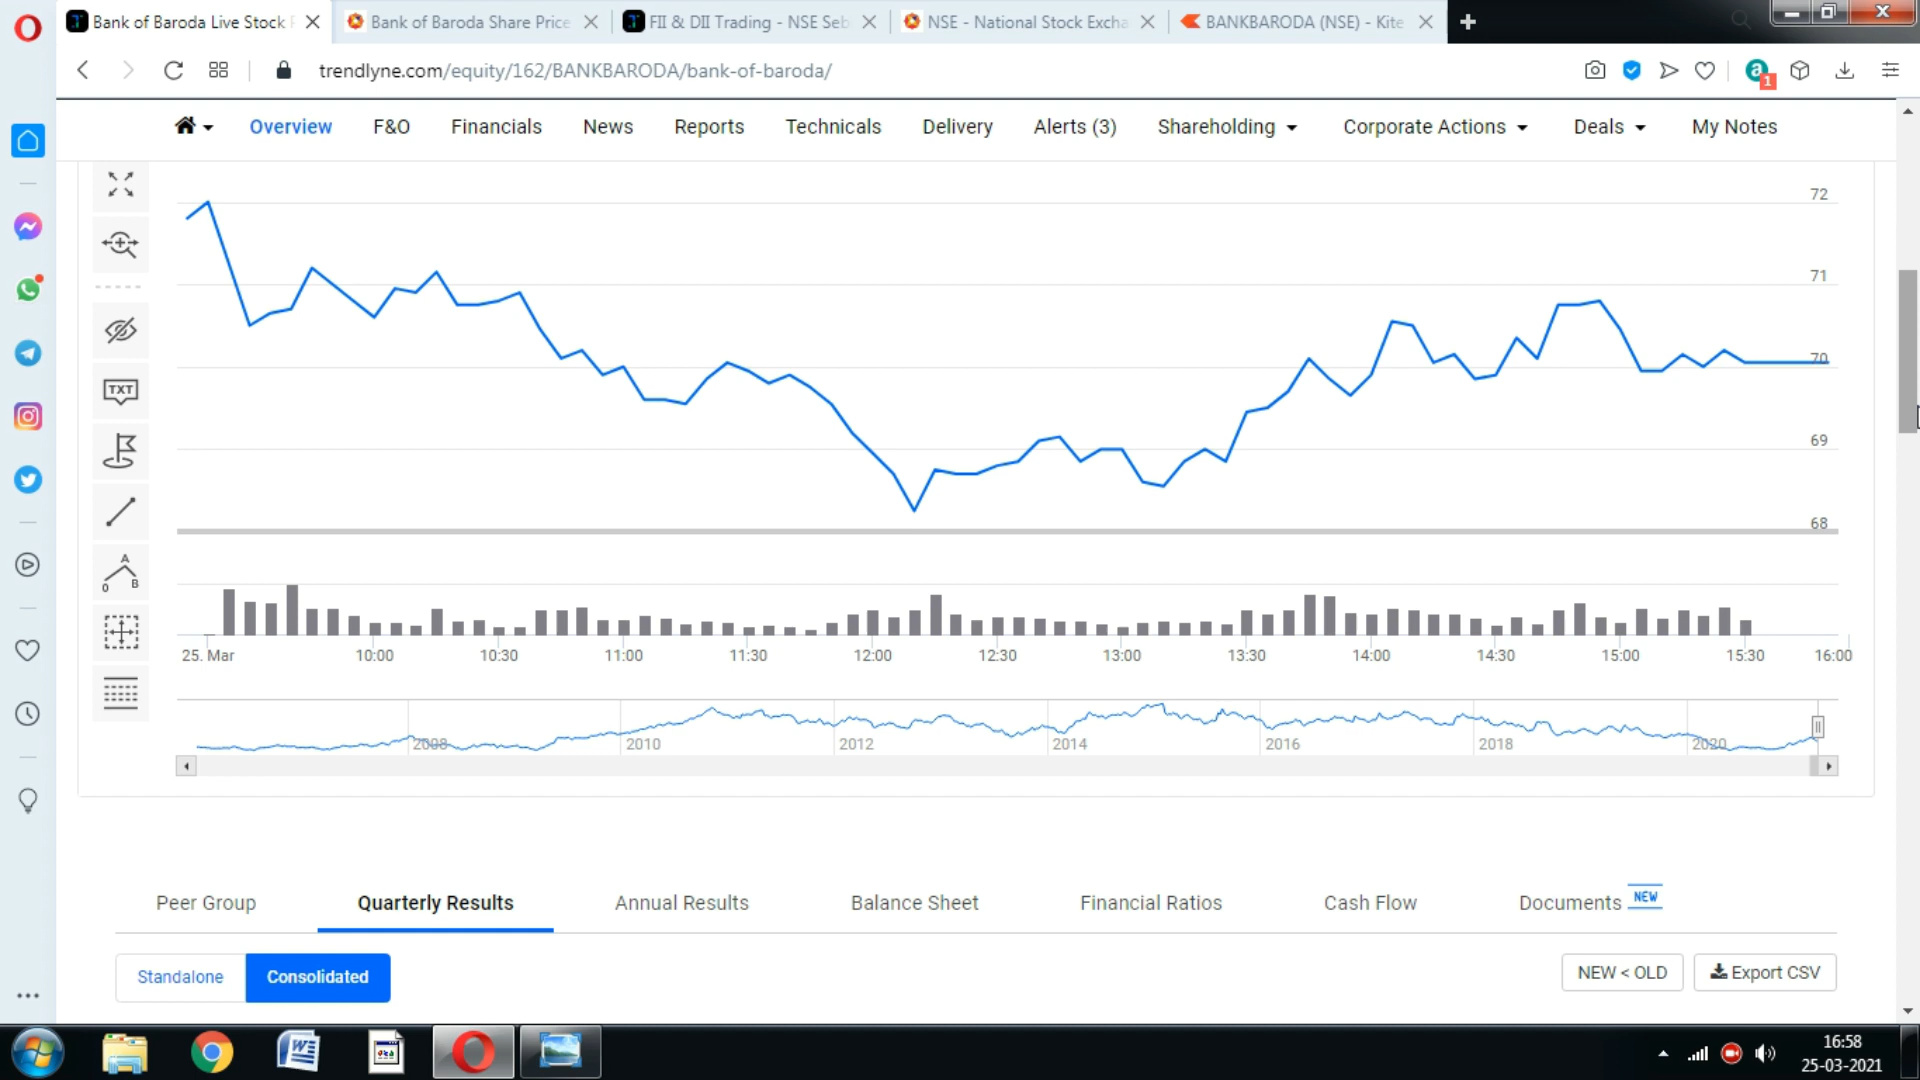 Bank of Baroda Live Stock P
Bank of Baroda Share Price
FII & DII Trading - NSE Seb
NSE - National Stock Excha
BANKBARODA (NSE) - Kite
trendlyne.com/equity/162/BANKBARODA/bank-of-baroda/
a
1
Overview
F&O
Financials
News
Reports
Technicals
Delivery
Alerts (3)
Shareholding
Corporate Actions
Deals
My Notes
TXT
A
0
B
72
71
70
69
68
25. Mar
10:00
10:30
11:00
11:30
12:00
12:30
13:00
13:30
14:00
14:30
15:00
15:30
16:00
2008
2010
2012
2014
2016
2018
2020
Peer Group
Quarterly Results
Annual Results
Balance Sheet
Financial Ratios
Cash Flow
Documents NEW
Standalone
Consolidated
NEW < OLD
Export CSV
16:58
25-03-2021